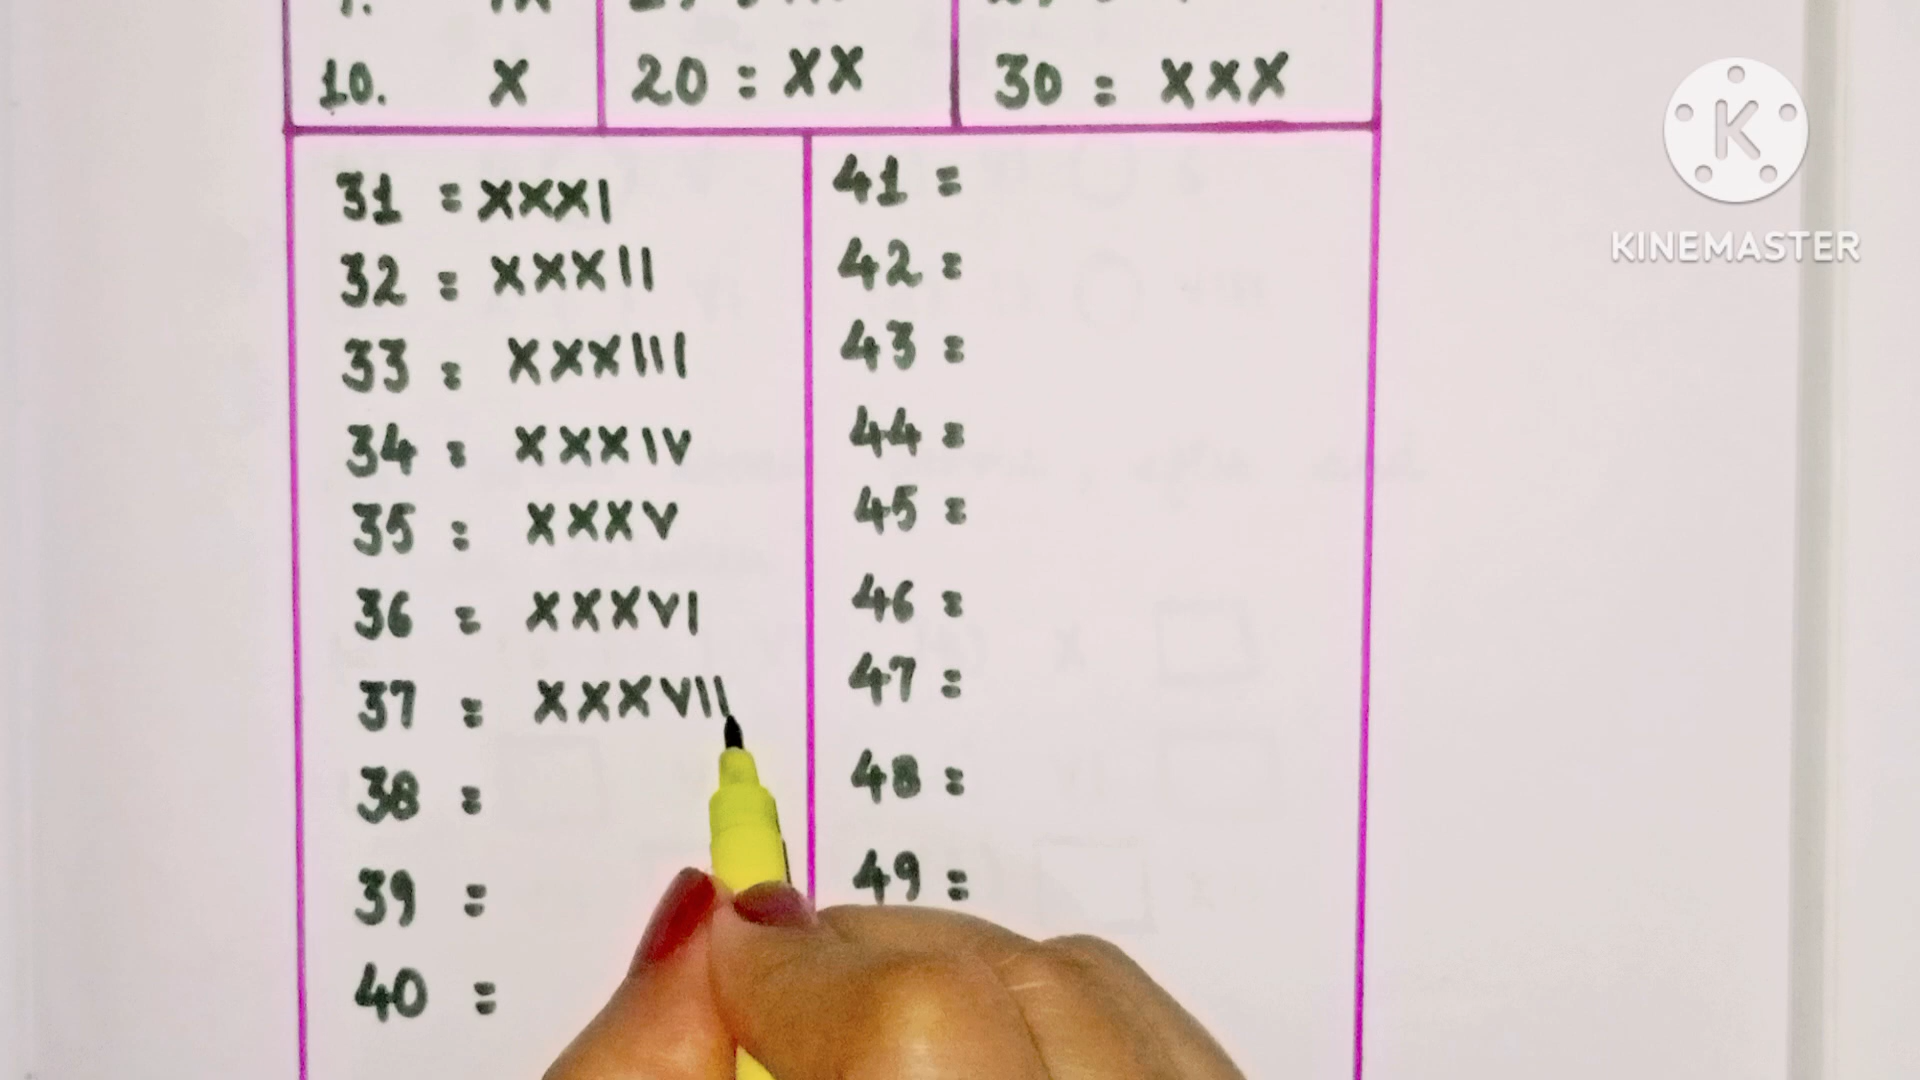 10. X
20 = XX
30 = XXX
31 = XXXI
32 = XXXII
33 = XXXIII
34 = XXXIV
35 = XXXV
36 = XXXVI
37 = XXXVII
38 =
39 =
40 =
41 =
42 =
43 =
44 =
45 =
46 =
47 =
48 =
49 =
K
KINEMASTER